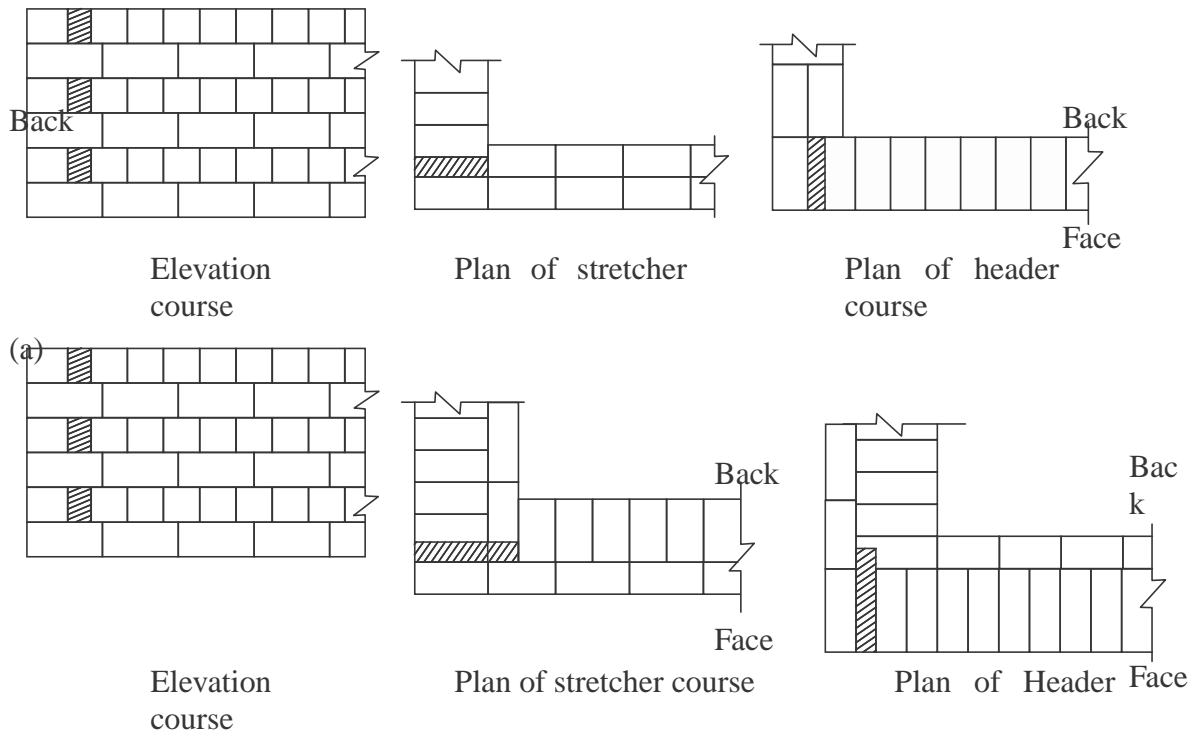 Back
Back
Face
Elevation
course
Plan of stretcher
Plan of header
course
(a)
Back
Face
Bac
k
Elevation
course
Plan of stretcher course
Plan of Header
Face